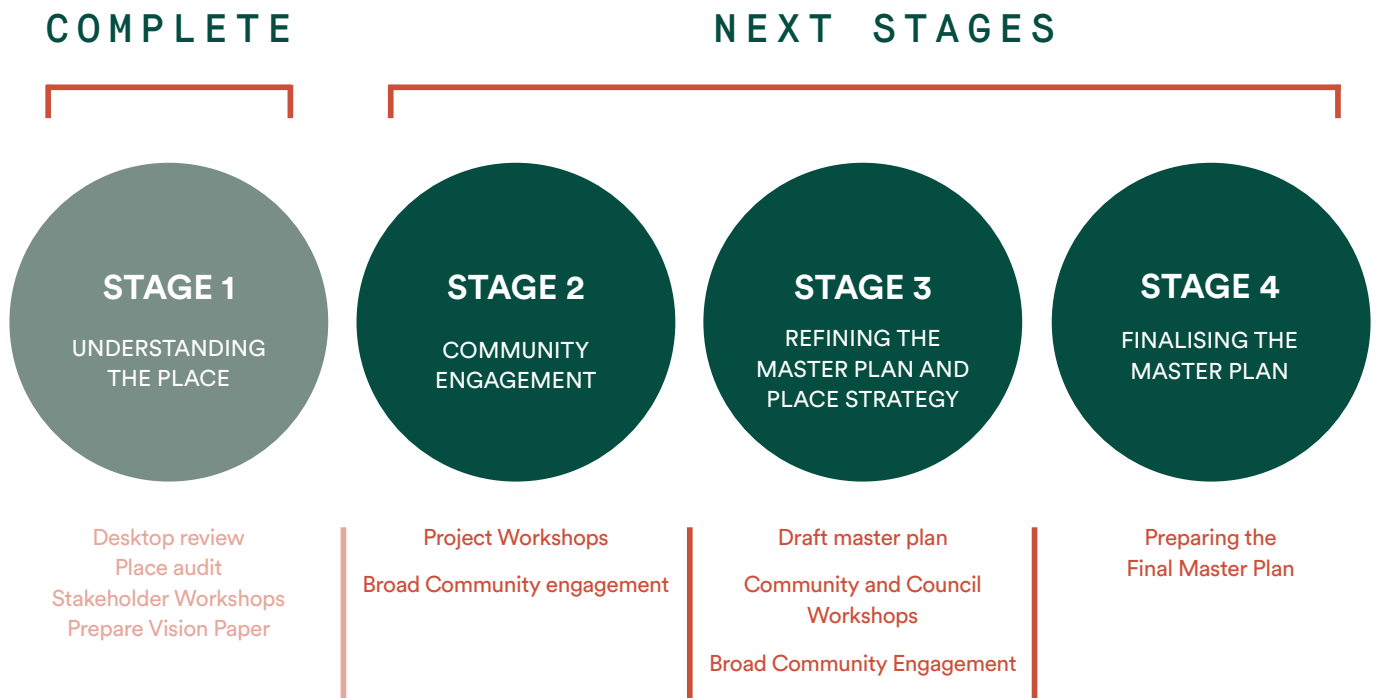 COMPLETE
NEXT STAGES
STAGE 1
UNDERSTANDING
THE PLACE
STAGE 2
COMMUNITY
ENGAGEMENT
STAGE 3
REFINING THE
MASTER PLAN AND
PLACE STRATEGY
STAGE 4
FINALISING THE
MASTER PLAN
Desktop review
Place audit
Stakeholder Workshops
Prepare Vision Paper
Project Workshops
Broad Community engagement
Draft master plan
Community and Council
Workshops
Broad Community Engagement
Preparing the
Final Master Plan